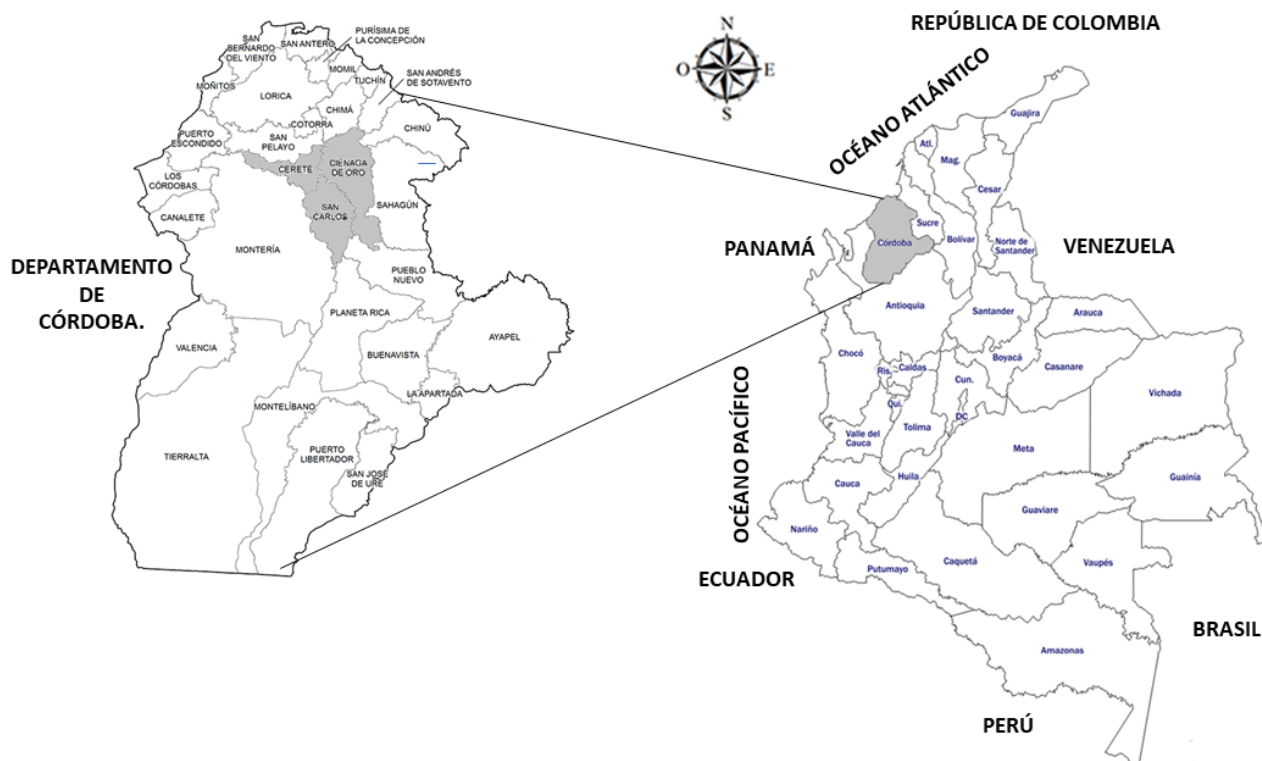 REPÚBLICA DE COLOMBIA
N
O
E
S
OCÉANO ATLÁNTICO
PANAMÁ
VENEZUELA
OCÉANO PACÍFICO
ECUADOR
BRASIL
PERÚ
DEPARTAMENTO
DE
CÓRDOBA.
SAN
BERNARDO
DEL VIENTO
SAN ANTERO
PURÍSIMA DE
LA CONCEPCIÓN
MOMIL
TUCHÍN
SAN ANDRÉS
DE SOTAVENTO
MOÑITOS
LORICA
CHIMÁ
COTORRA
CHINÚ
PUERTO
ESCONDIDO
SAN
PELAYO
CERETE
CIÉNAGA
DE ORO
LOS
CÓRDOBAS
SAN
CARLOS
SAHAGÚN
CANALETE
MONTERÍA
PUEBLO
NUEVO
PLANETA RICA
AYAPEL
VALENCIA
BUENAVISTA
LA APARTADA
MONTELÍBANO
TIERRALTA
PUERTO
LIBERTADOR
SAN JOSÉ
DE URÉ
Guajira
Atl.
Mag.
Cesar
Sucre
Córdoba
Bolívar
Norte de
Santander
Antioquia
Santander
Arauca
Chocó
Ris.
Caldas
Boyacá
Casanare
Cun.
Vichada
Qui.
DC
Tolima
Valle del
Cauca
Meta
Huila
Cauca
Guainía
Guaviare
Nariño
Caquetá
Vaupés
Putumayo
Amazonas